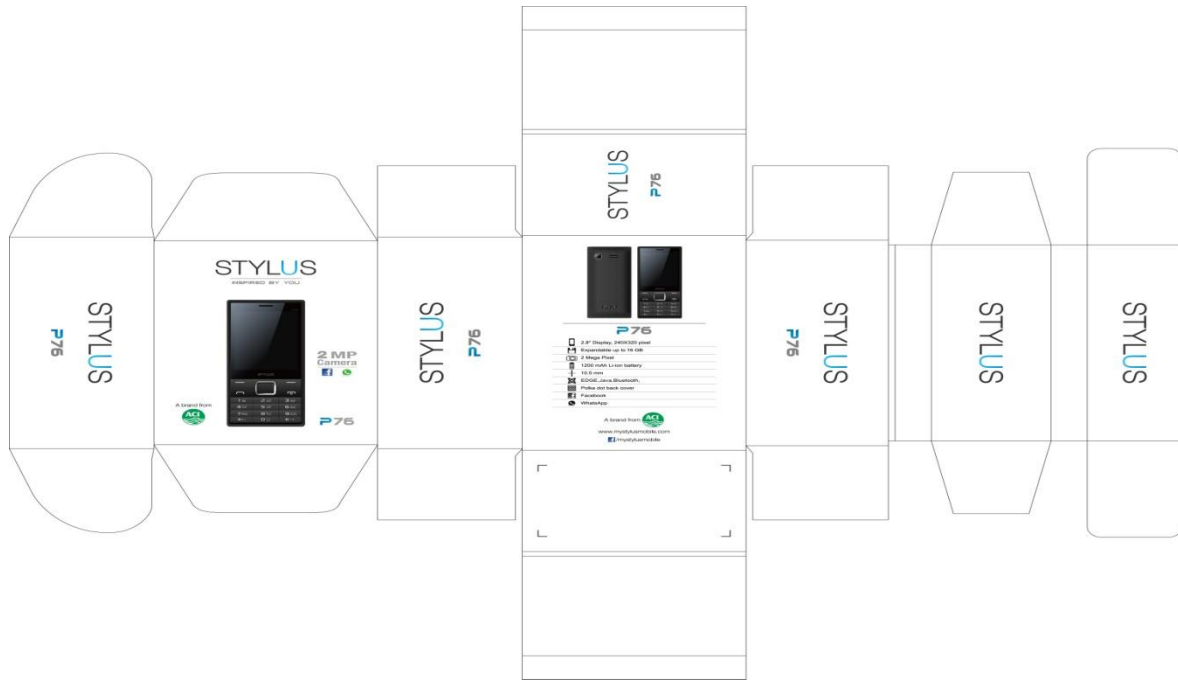 STYLUS
P76
STYLUS
INSPIRED BY YOU
STYLUS
2 MP
Camera
A brand from
ACI
P76
STYLUS
P76
STYLUS
P76
P76
2.8" Display, 240X320 pixel
Expandable up to 16 GB
2 Mega Pixel
1200 mAh Li-ion battery
10.5 mm
EDGE,Java,Bluetooth,
Polka dot back cover
Facebook
WhatsApp
A brand from
ACI
www.mystylusmobile.com
/mystylusmobile
STYLUS
P76
STYLUS
STYLUS